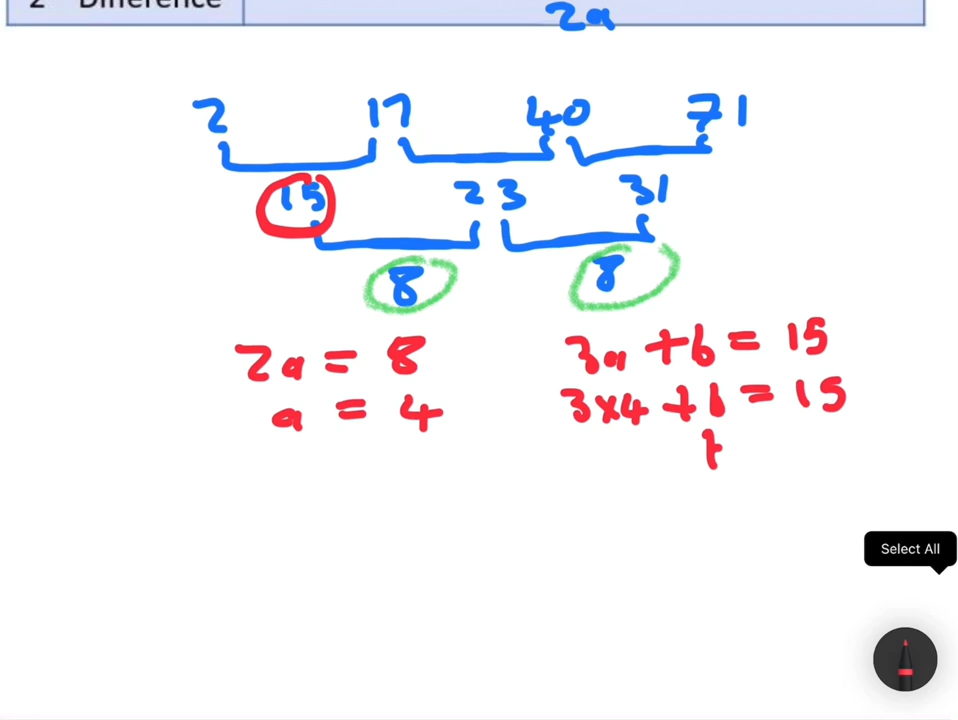 2 Difference
2a
2 17 40 71
15 23 31
8 8
2a = 8 3a + b = 15
a = 4 3x4 + b = 15
Select All